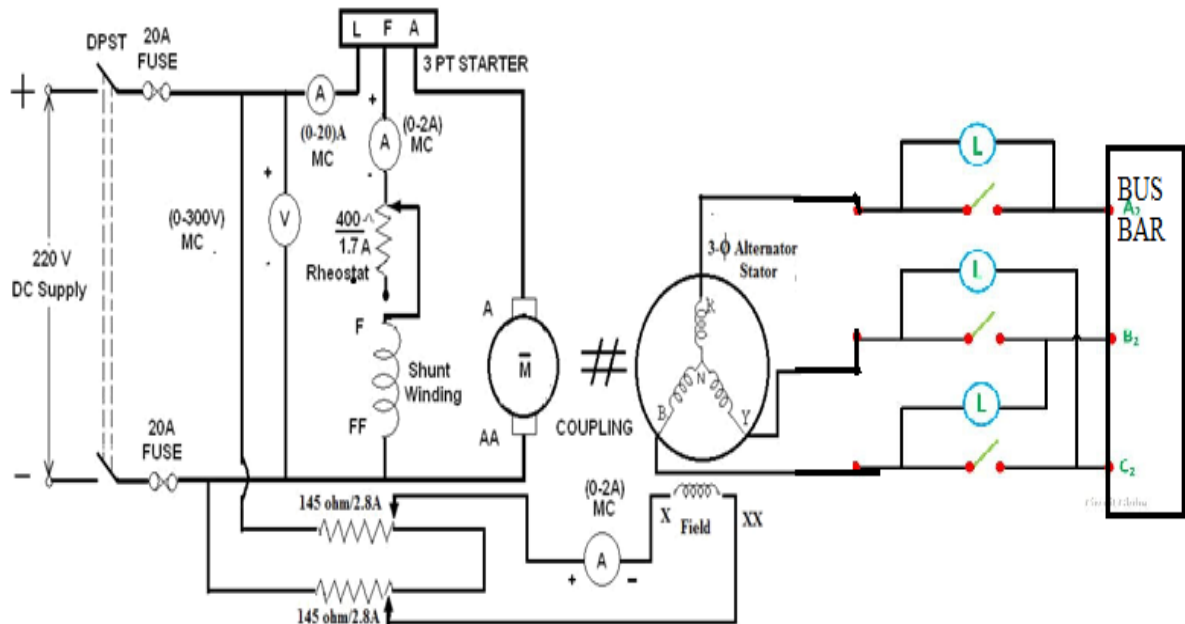 L F A
DPST
20A
FUSE
3 PT STARTER
+
A
(0-20)A
MC
+
(0-2A)
MC
A
+
V
(0-300V)
MC
400
1.7 A
Rheostat
220 V
DC Supply
F
Shunt
Winding
FF
A
M
AA
COUPLING
3-ϕ Alternator
Stator
N
B
Y
L
L
L
BUS
BAR
A₂
B₂
C₂
-
20A
FUSE
145 ohm/2.8A
145 ohm/2.8A
(0-2A)
MC
A
+ -
X
Field
XX